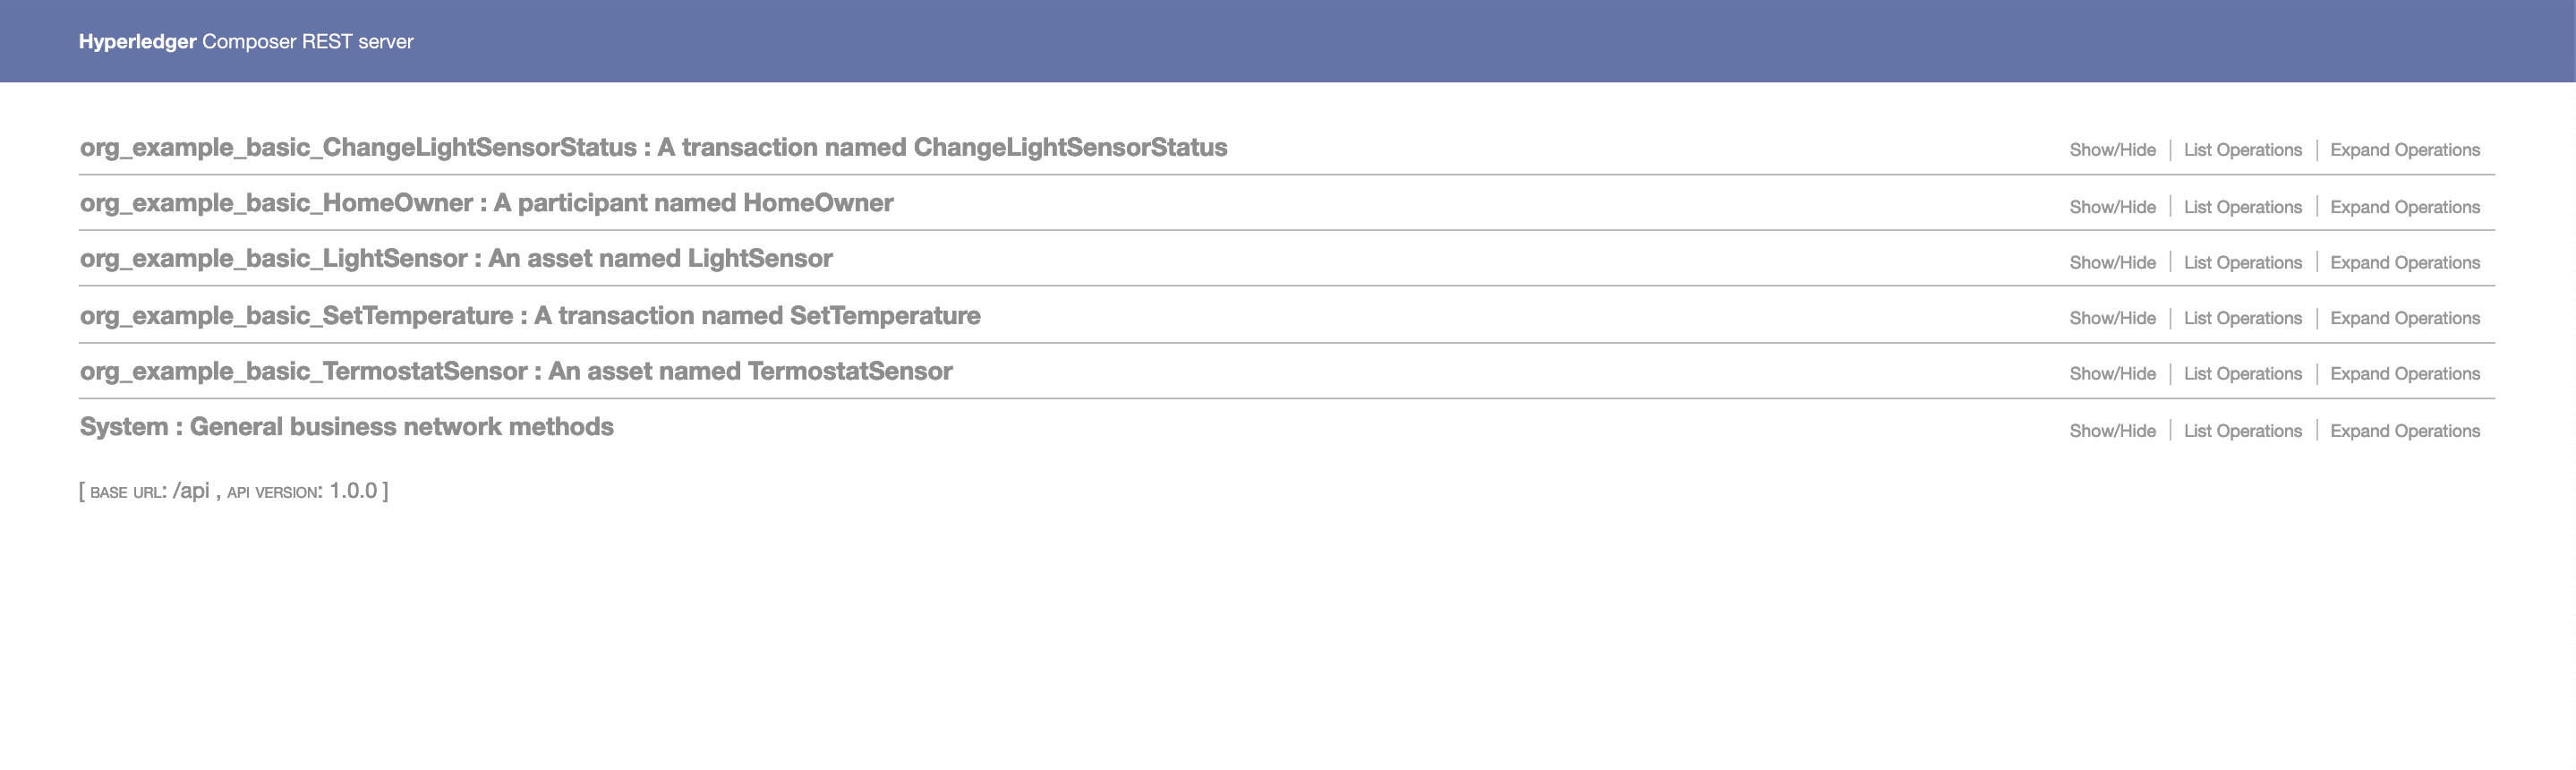 Hyperledger Composer REST server
org_example_basic_ChangeLightSensorStatus : A transaction named ChangeLightSensorStatus Show/Hide | List Operations | Expand Operations
org_example_basic_HomeOwner : A participant named HomeOwner Show/Hide | List Operations | Expand Operations
org_example_basic_LightSensor : An asset named LightSensor Show/Hide | List Operations | Expand Operations
org_example_basic_SetTemperature : A transaction named SetTemperature Show/Hide | List Operations | Expand Operations
org_example_basic_TermostatSensor : An asset named TermostatSensor Show/Hide | List Operations | Expand Operations
System : General business network methods Show/Hide | List Operations | Expand Operations
[ BASE URL: /api , API VERSION: 1.0.0 ]